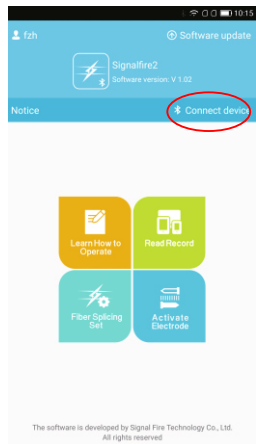 10:15
fzh
Software update
Signalfire2
Software version: V 1.02
Notice
Connect device
Learn How to
Operate
Read Record
Fiber Splicing
Set
Activate
Electrode
The software is developed by Signal Fire Technology Co., Ltd.
All rights reserved